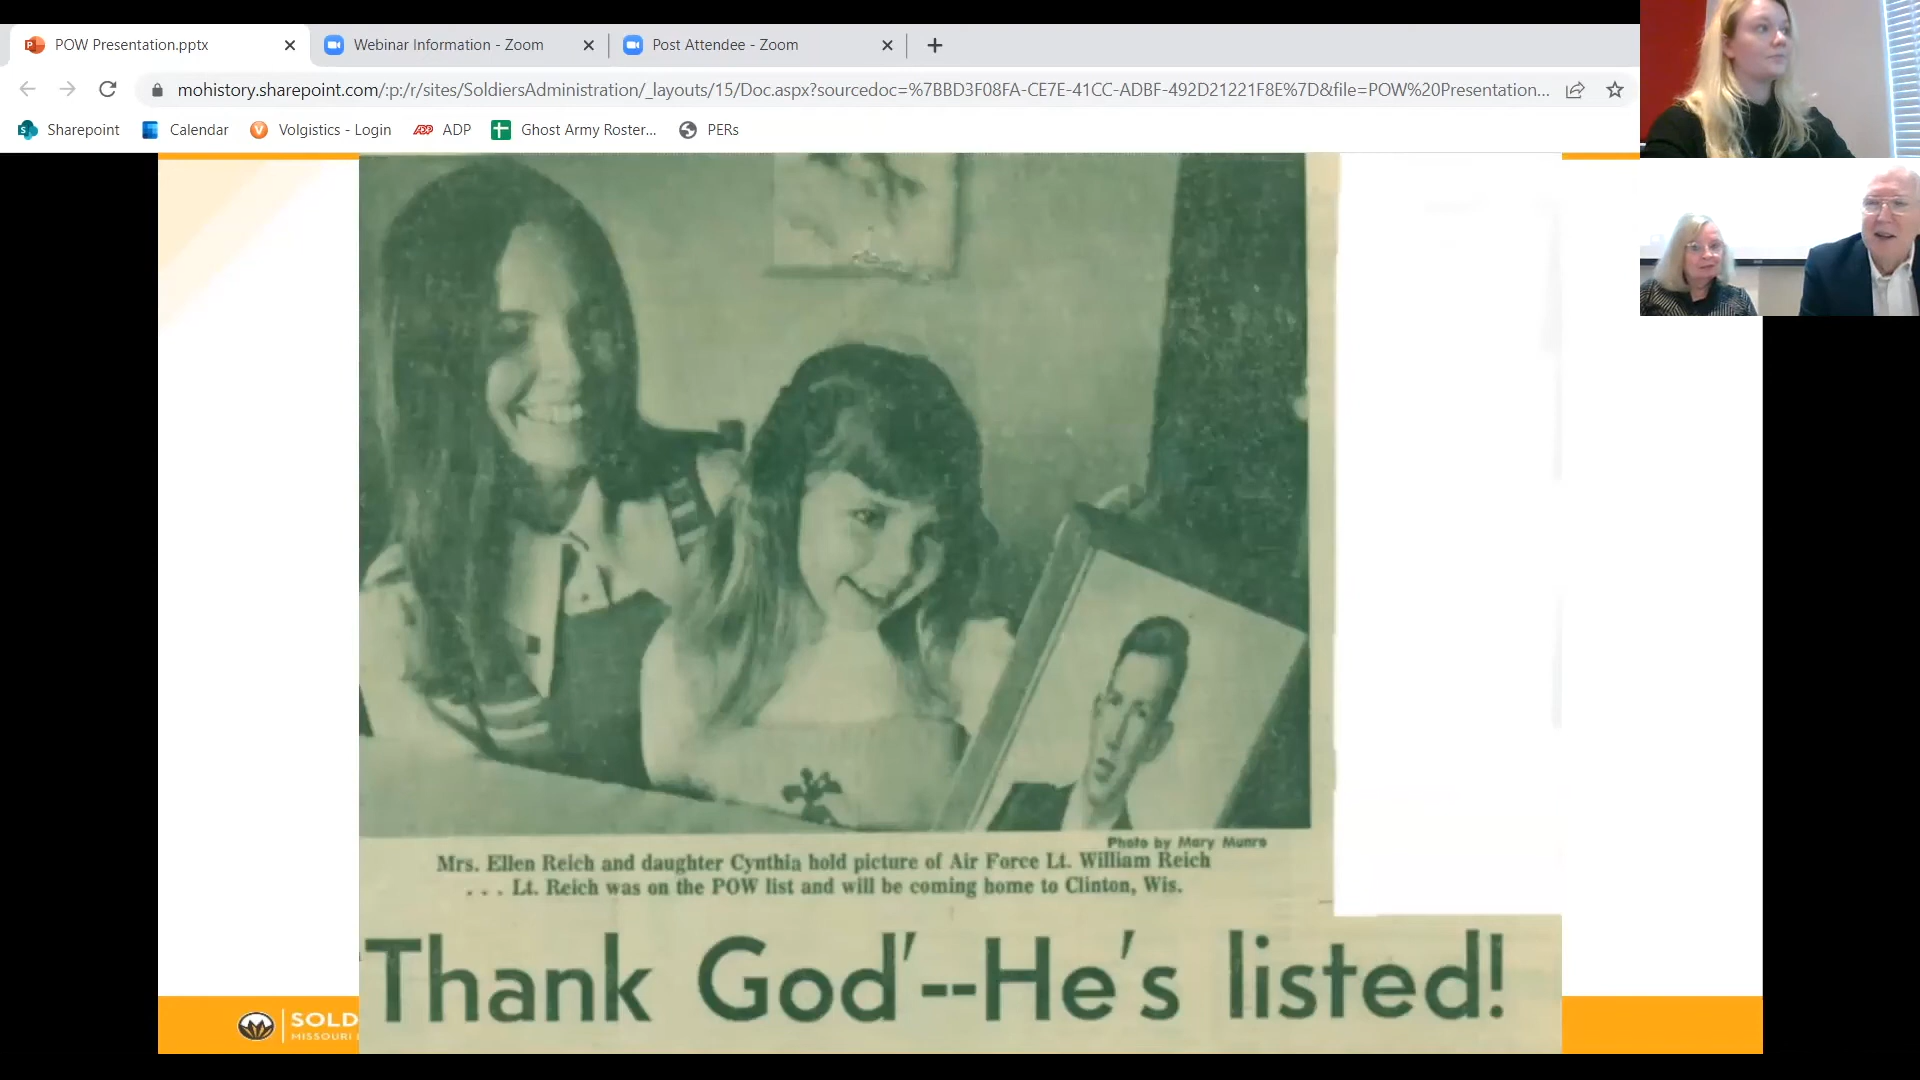 POW Presentation.pptx
Webinar Information - Zoom
Post Attendee - Zoom
mohistory.sharepoint.com/:p:/r/sites/SoldiersAdministration/_layouts/15/Doc.aspx?sourcedoc=%7BBD3F08FA-CE7E-41CC-ADBF-492D21221F8E%7D&file=POW%20Presentation...
Sharepoint
Calendar
Volgistics - Login
ADP
Ghost Army Roster...
PERs
Photo by Mary Munro
Mrs. Ellen Reich and daughter Cynthia hold picture of Air Force Lt. William Reich
. . . Lt. Reich was on the POW list and will be coming home to Clinton, Wis.
'Thank God'--He's listed!
SOLD
MISSOURI